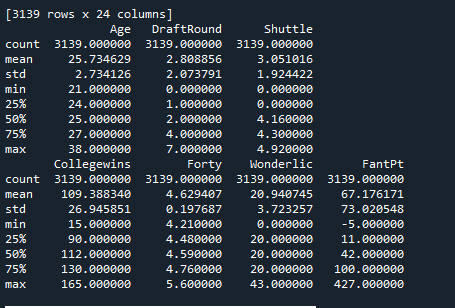 [3139 rows x 24 columns]
Age DraftRound Shuttle
count 3139.000000 3139.000000 3139.000000
mean 25.734629 2.808856 3.051016
std 2.734126 2.073791 1.924422
min 21.000000 0.000000 0.000000
25% 24.000000 1.000000 0.000000
50% 25.000000 2.000000 4.160000
75% 27.000000 4.000000 4.300000
max 38.000000 7.000000 4.920000
Collegewins Forty Wonderlic FantPt
count 3139.000000 3139.000000 3139.000000 3139.000000
mean 109.388340 4.629407 20.940745 67.176171
std 26.945851 0.197687 3.723257 73.020548
min 15.000000 4.210000 0.000000 -5.000000
25% 90.000000 4.480000 20.000000 11.000000
50% 112.000000 4.590000 20.000000 42.000000
75% 130.000000 4.760000 20.000000 100.000000
max 165.000000 5.600000 43.000000 427.000000